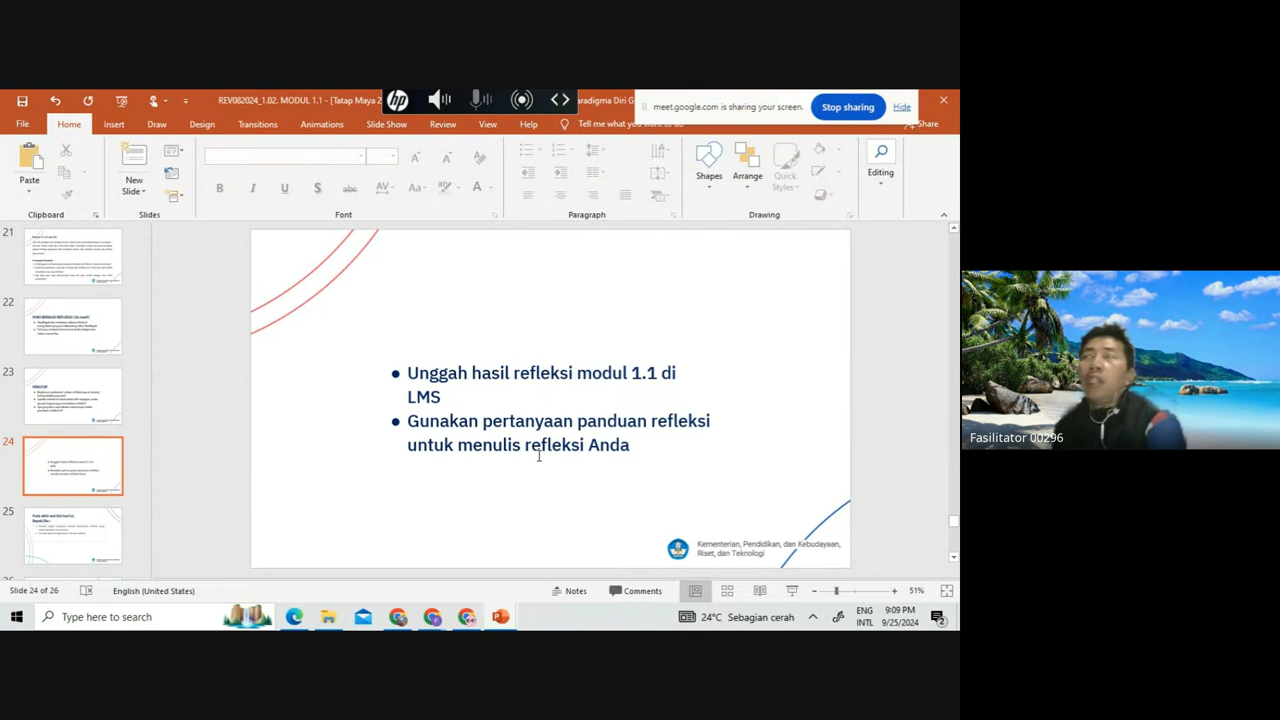 REV082024_1.02. MODUL 1.1 - [Tatap Maya 2
hp
aradigma Diri G
meet.google.com is sharing your screen.
Stop sharing
Hide
File
Home
Insert
Draw
Design
Transitions
Animations
Slide Show
Review
View
Help
Tell me what you want to do
Share
Paste
New
Slide
Shapes
Arrange
Quick
Styles
Editing
Clipboard
Slides
Font
Paragraph
Drawing
21
22
23
24
25
Unggah hasil refleksi modul 1.1 di
LMS
Gunakan pertanyaan panduan refleksi
untuk menulis refleksi Anda
Kementerian, Pendidikan, dan Kebudayaan,
Riset, dan Teknologi
Fasilitator 00296
Slide 24 of 26
English (United States)
Notes
Comments
51%
Type here to search
24°C Sebagian cerah
ENG
INTL
9:09 PM
9/25/2024
2